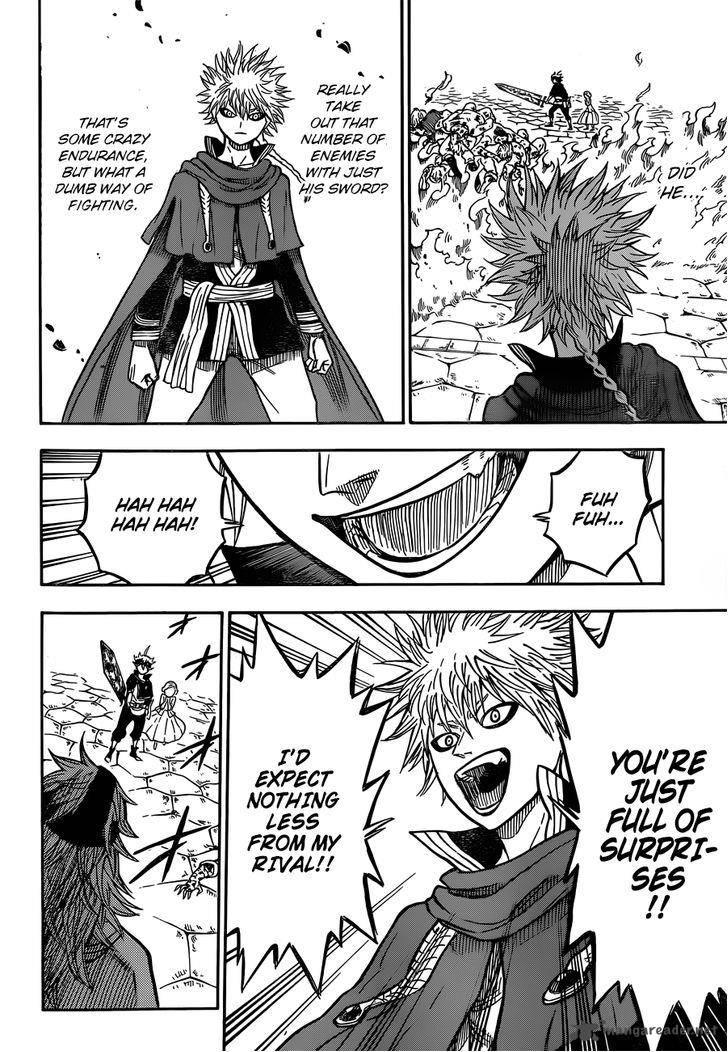 DID
HE...
REALLY
TAKE
OUT THAT
NUMBER OF
ENEMIES
WITH JUST
HIS SWORD?
THAT'S
SOME CRAZY
ENDURANCE,
BUT WHAT A
DUMB WAY OF
FIGHTING.
FUH
FUH...
HAH HAH
HAH HAH!
YOU'RE
JUST
FULL OF
SURPRI-
SES
!!
I'D
EXPECT
NOTHING
LESS
FROM MY
RIVAL!!
mangareader.net